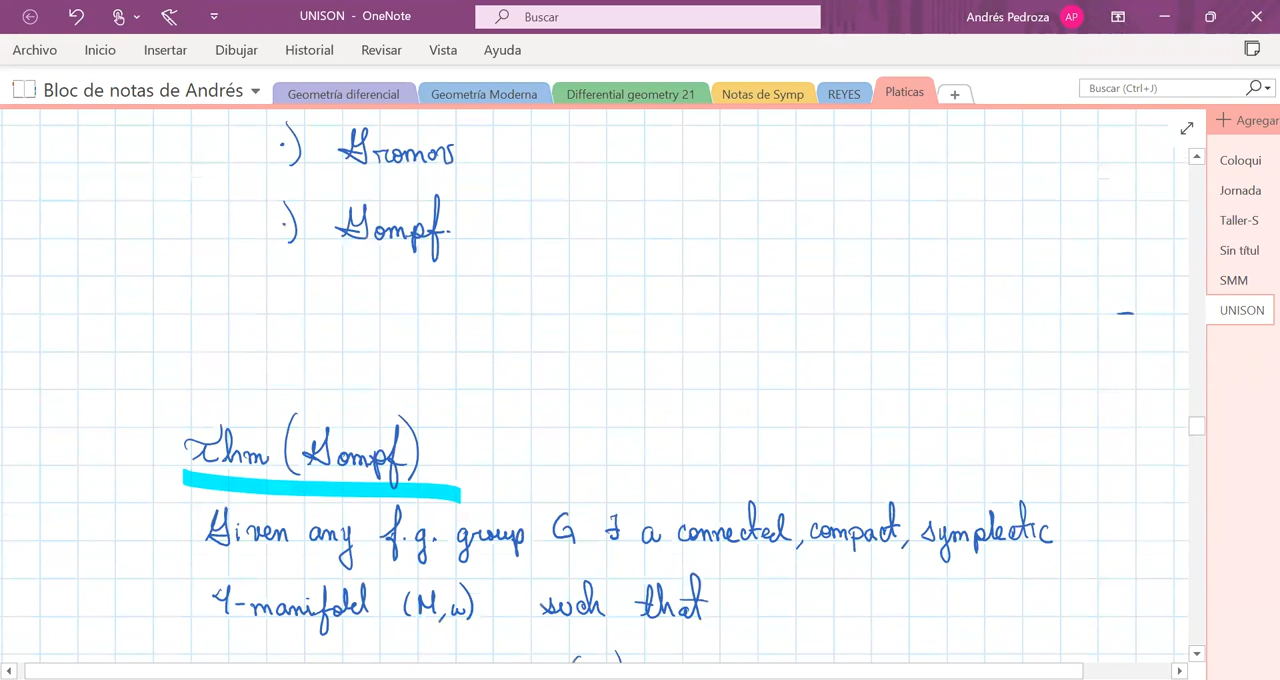 UNISON - OneNote
Buscar
Andrés Pedroza
AP
Archivo Inicio Insertar Dibujar Historial Revisar Vista Ayuda
Bloc de notas de Andrés
Geometría diferencial
Geometría Moderna
Differential geometry 21
Notas de Symp
REYES
Platicas
Buscar (Ctrl+J)
Agregar
Coloqui
Jornada
Taller-S
Sin títul
SMM
UNISON
·) Gromov
·) Gompf.
Thm (Gompf)
Given any f.g. group G ∃ a connected, compact, symplectic
4-manifold (M,ω) such that